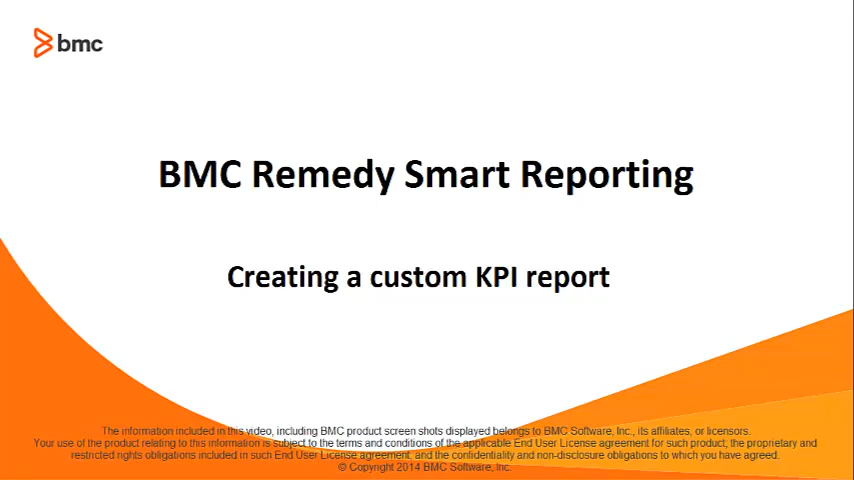 bmc
BMC Remedy Smart Reporting
Creating a custom KPI report
The information included in this video, including BMC product screen shots displayed belongs to BMC Software, Inc., its affiliates, or licensors.
Your use of the product relating to this information is subject to the terms and conditions of the applicable End User License agreement for such product; the proprietary and
restricted rights obligations included in such End User License agreement; and the confidentiality and non-disclosure obligations to which you have agreed.
© Copyright 2014 BMC Software, Inc.